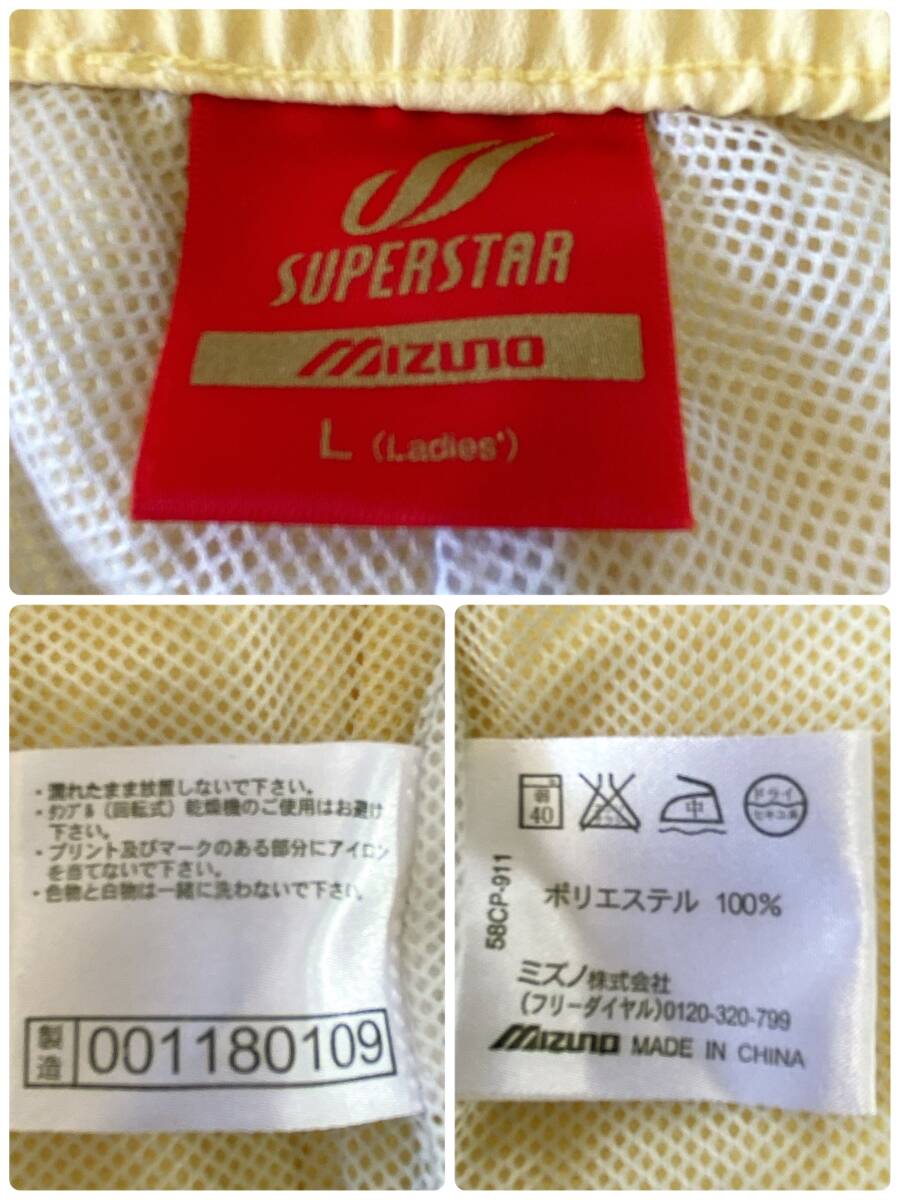 SUPERSTAR
MIZUNO
L (Ladies')
・濡れたまま放置しないで下さい。
・タンブル（回転式）乾燥機のご使用はお避け
下さい。
・プリント及びマークのある部分にアイロン
を当てないで下さい。
・色物と白物は一緒に洗わないで下さい。
製造 001180109
弱 40
中
ドライ
セキユ系
58CP-911
ポリエステル 100%
ミズノ株式会社
(フリーダイヤル)0120-320-799
MIZUNO MADE IN CHINA